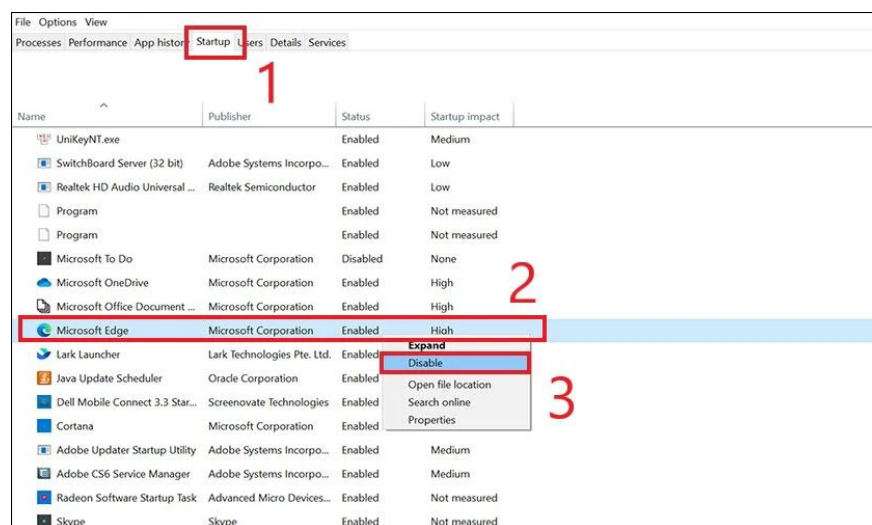 File Options View
Processes Performance App history Startup Users Details Services
1
Name Publisher Status Startup impact
UniKeyNT.exe Enabled Medium
SwitchBoard Server (32 bit) Adobe Systems Incorpo... Enabled Low
Realtek HD Audio Universal ... Realtek Semiconductor Enabled Low
Program Enabled Not measured
Program Enabled Not measured
Microsoft To Do Microsoft Corporation Disabled None
Microsoft OneDrive Microsoft Corporation Enabled High
2
Microsoft Office Document ... Microsoft Corporation Enabled High
Microsoft Edge Microsoft Corporation Enabled High
Expand
Lark Launcher Lark Technologies Pte. Ltd. Enabled
Disable
Java Update Scheduler Oracle Corporation Enabled
Open file location
3
Dell Mobile Connect 3.3 Star... Screenovate Technologies Enabled
Search online
Cortana Microsoft Corporation Enabled
Properties
Adobe Updater Startup Utility Adobe Systems Incorpo... Enabled Medium
Adobe CS6 Service Manager Adobe Systems Incorpo... Enabled Medium
Radeon Software Startup Task Advanced Micro Devices... Enabled Not measured
Skype Skype Enabled Not measured